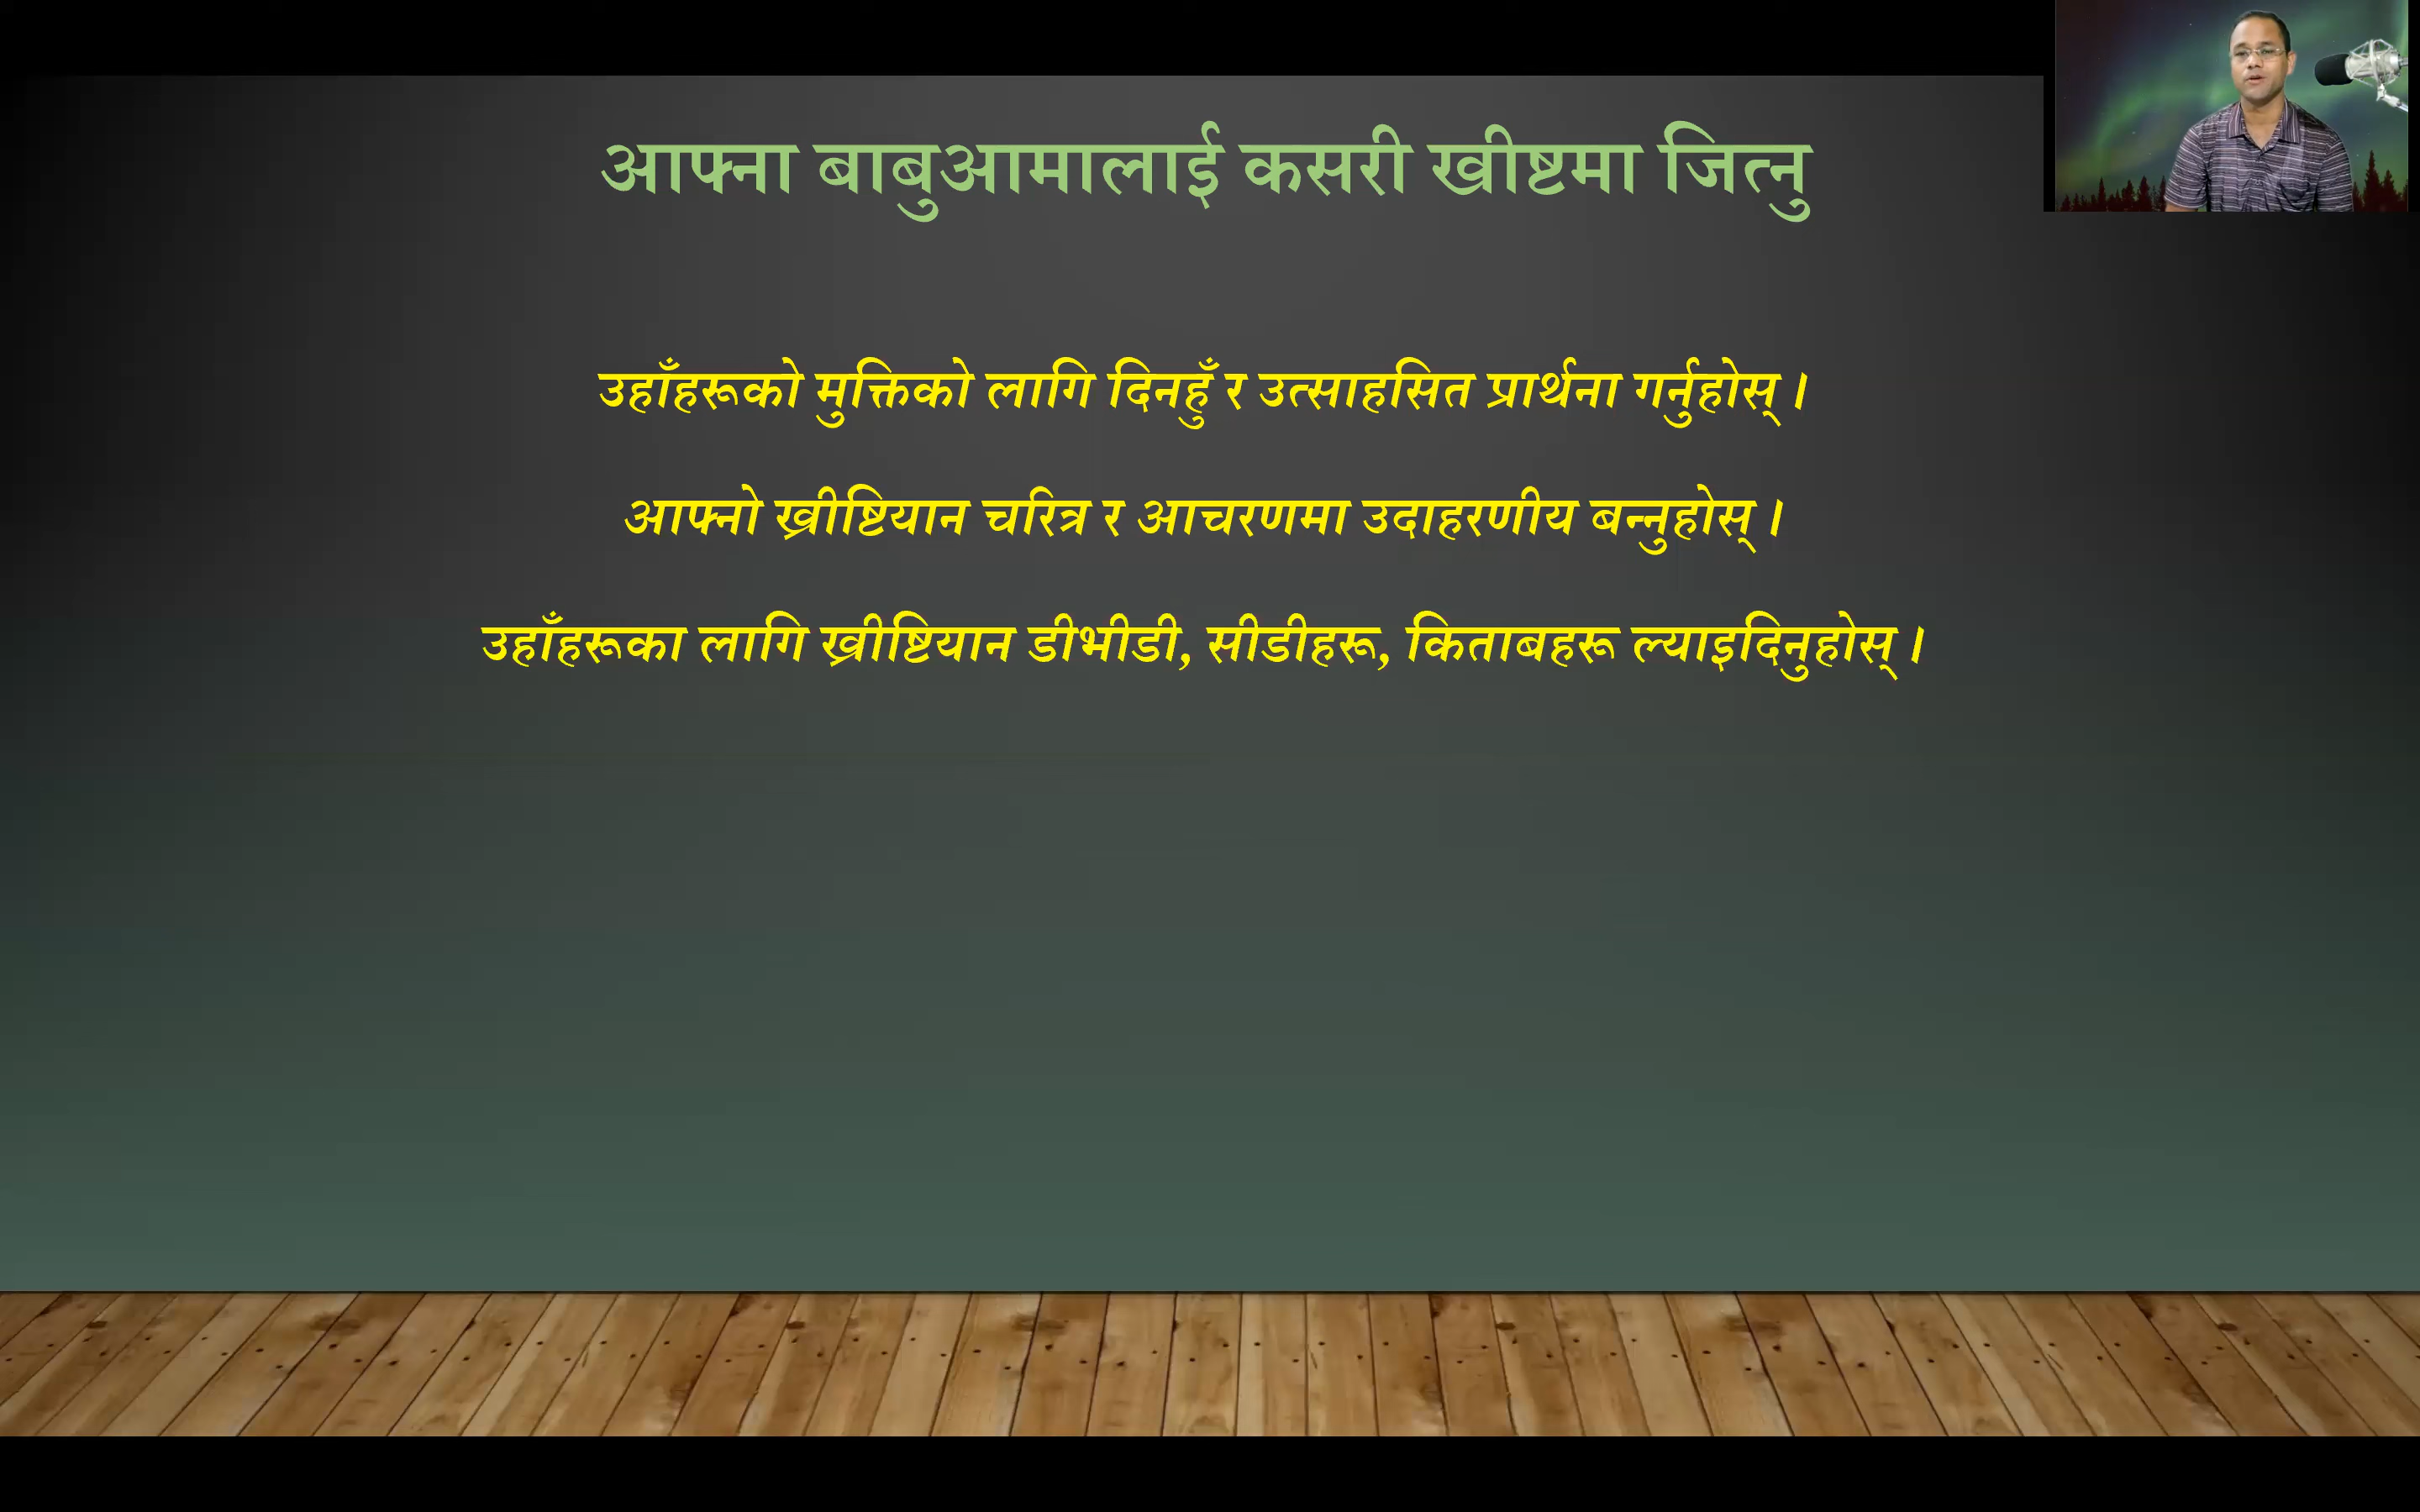 आफ्ना बाबुआमालाई कसरी ख्रीष्टमा जित्नु
उहाँहरूको मुक्तिको लागि दिनहुँ र उत्साहसित प्रार्थना गर्नुहोस् ।
आफ्नो ख्रीष्टियान चरित्र र आचरणमा उदाहरणीय बन्नुहोस् ।
उहाँहरूका लागि ख्रीष्टियान डीभीडी, सीडीहरू, किताबहरू ल्याइदिनुहोस् ।